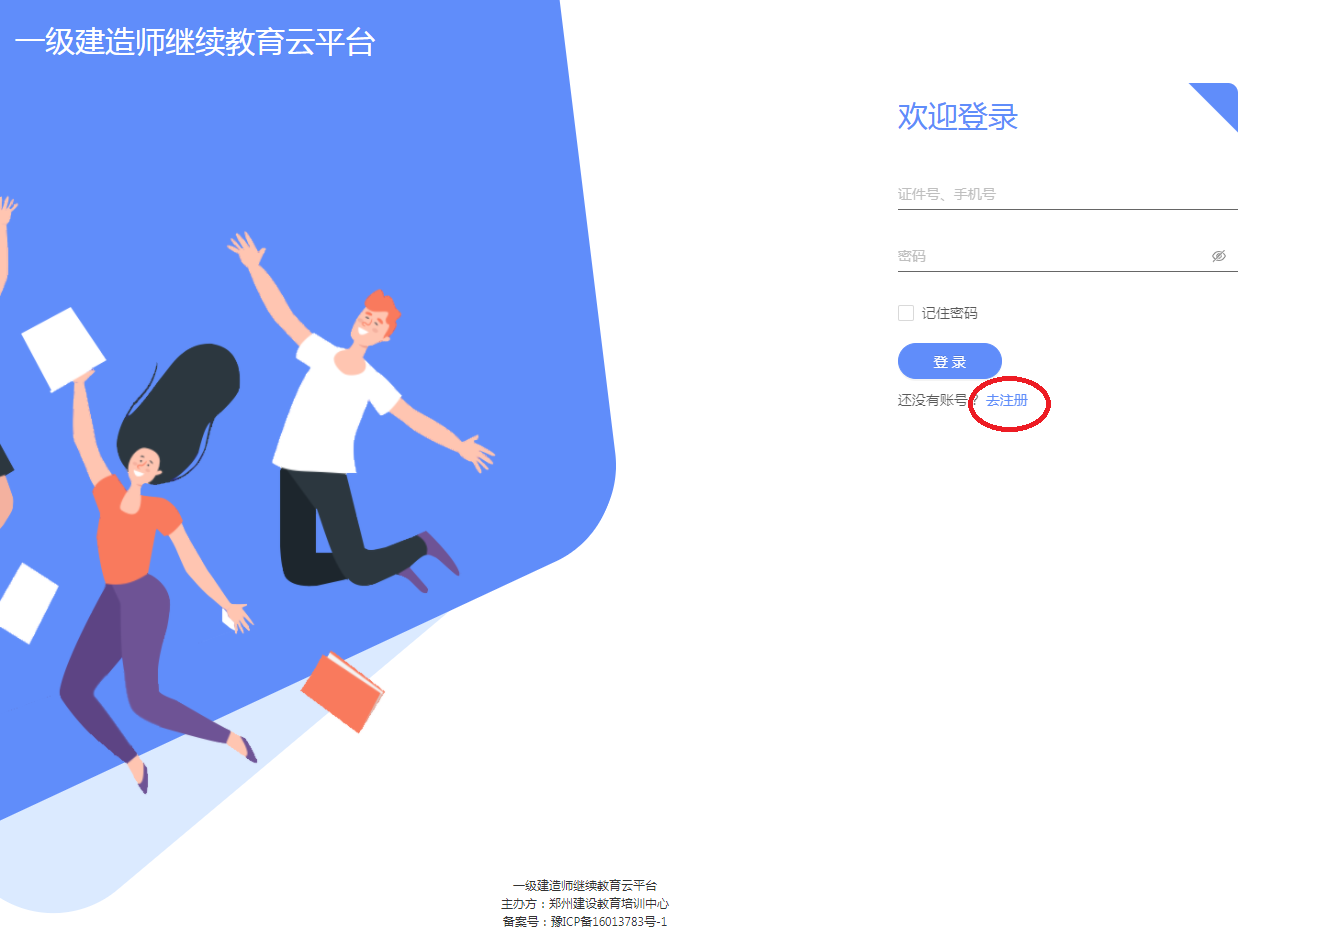 一级建造师继续教育云平台
欢迎登录
证件号、手机号
密码
记住密码
登 录
还没有账号？ 去注册
一级建造师继续教育云平台
主办方：郑州建设教育培训中心
备案号：豫ICP备16013783号-1